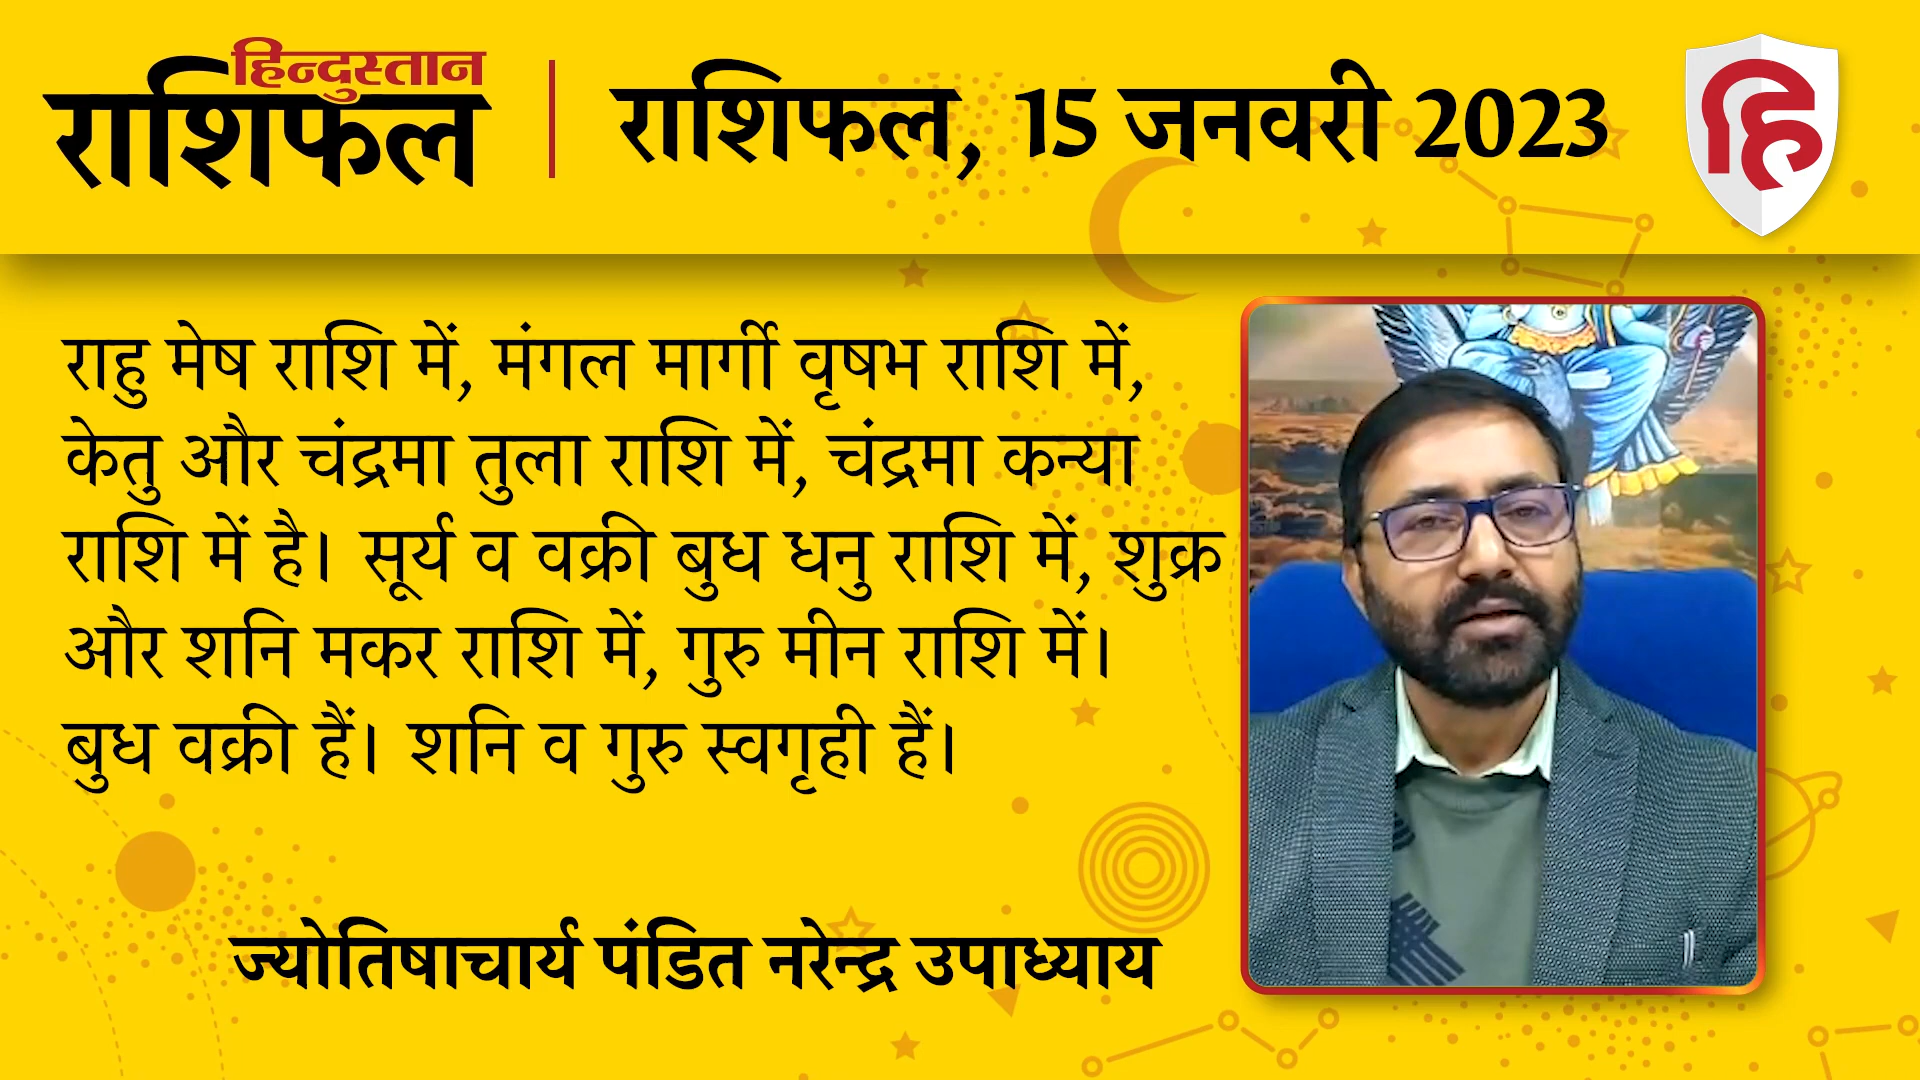 हिन्दुस्तान
राशिफल
राशिफल, 15 जनवरी 2023
हि
राहु मेष राशि में, मंगल मार्गी वृषभ राशि में,
केतु और चंद्रमा तुला राशि में, चंद्रमा कन्या
राशि में है। सूर्य व वक्री बुध धनु राशि में, शुक्र
और शनि मकर राशि में, गुरु मीन राशि में।
बुध वक्री हैं। शनि व गुरु स्वगृही हैं।
ज्योतिषाचार्य पंडित नरेन्द्र उपाध्याय